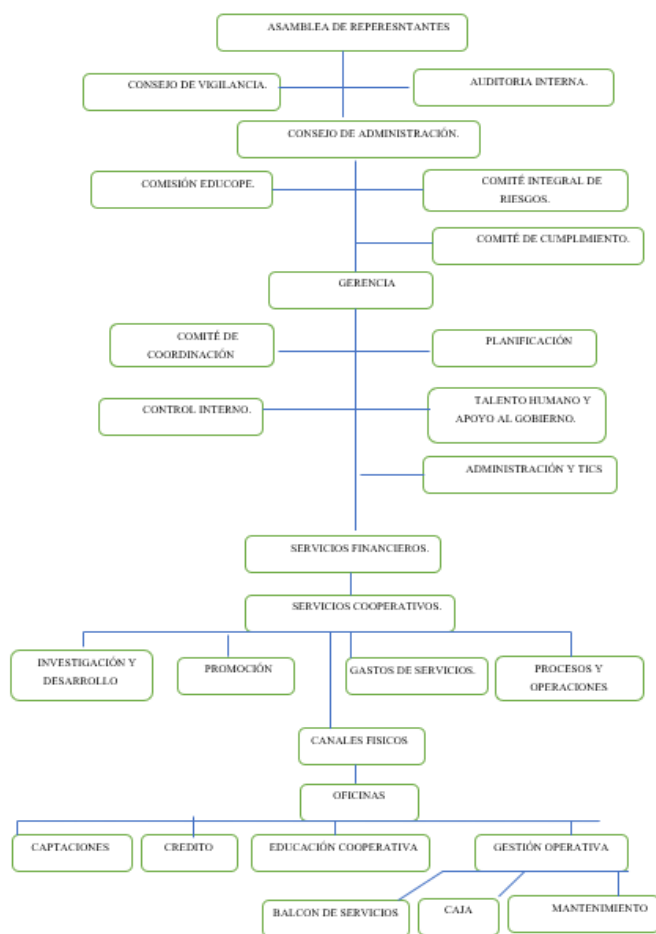 ASAMBLEA DE REPERESNTANTES
CONSEJO DE VIGILANCIA.
AUDITORIA INTERNA.
CONSEJO DE ADMINISTRACIÓN.
COMISIÓN EDUCOPE.
COMITÉ INTEGRAL DE
RIESGOS.
COMITÉ DE CUMPLIMIENTO.
GERENCIA
COMITÉ DE
COORDINACIÓN
PLANIFICACIÓN
CONTROL INTERNO.
TALENTO HUMANO Y
APOYO AL GOBIERNO.
ADMINISTRACIÓN Y TICS
SERVICIOS FINANCIEROS.
SERVICIOS COOPERATIVOS.
INVESTIGACIÓN Y
DESARROLLO
PROMOCIÓN
GASTOS DE SERVICIOS.
PROCESOS Y
OPERACIONES
CANALES FISICOS
OFICINAS
CAPTACIONES
CREDITO
EDUCACIÓN COOPERATIVA
GESTIÓN OPERATIVA
BALCON DE SERVICIOS
CAJA
MANTENIMIENTO